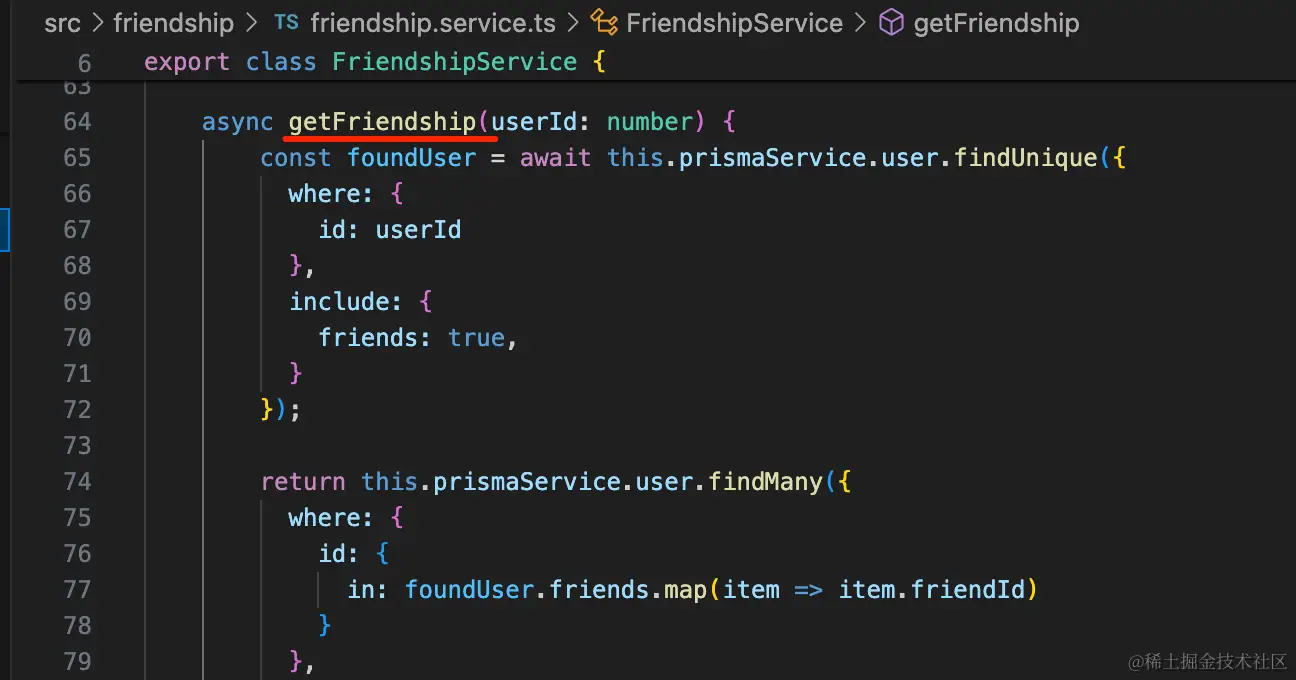 src > friendship > TS friendship.service.ts > FriendshipService > getFriendship
6 export class FriendshipService {
63
64 async getFriendship(userId: number) {
65 const foundUser = await this.prismaService.user.findUnique({
66 where: {
67 id: userId
68 },
69 include: {
70 friends: true,
71 }
72 });
73
74 return this.prismaService.user.findMany({
75 where: {
76 id: {
77 in: foundUser.friends.map(item => item.friendId)
78 }
79 },
@稀土掘金技术社区